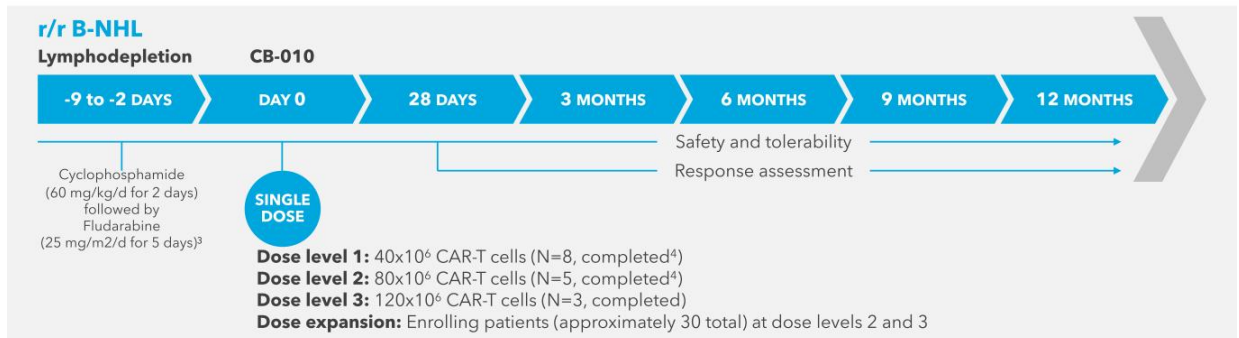 r/r B-NHL
Lymphodepletion CB-010
-9 to -2 DAYS DAY 0 28 DAYS 3 MONTHS 6 MONTHS 9 MONTHS 12 MONTHS
Safety and tolerability
Response assessment
Cyclophosphamide
(60 mg/kg/d for 2 days)
followed by
Fludarabine
(25 mg/m2/d for 5 days)³
SINGLE
DOSE
Dose level 1: 40x10⁶ CAR-T cells (N=8, completed⁴)
Dose level 2: 80x10⁶ CAR-T cells (N=5, completed⁴)
Dose level 3: 120x10⁶ CAR-T cells (N=3, completed)
Dose expansion: Enrolling patients (approximately 30 total) at dose levels 2 and 3